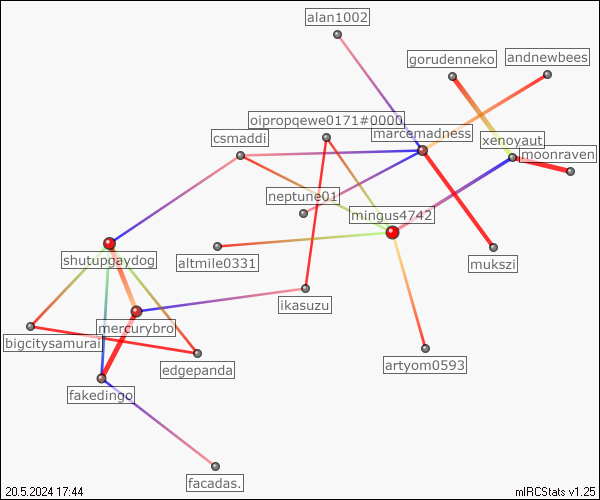 alan1002
gorudenneko
andnewbees
oipropqewe0171#0000
marcemadness
csmaddi
xenoyaut
moonraven
neptune01
mingus4742
shutupgaydog
altmile0331
mukszi
ikasuzu
mercurybro
bigcitysamurai
edgepanda
artyom0593
fakedingo
facadas.
20.5.2024 17:44
mIRCStats v1.25